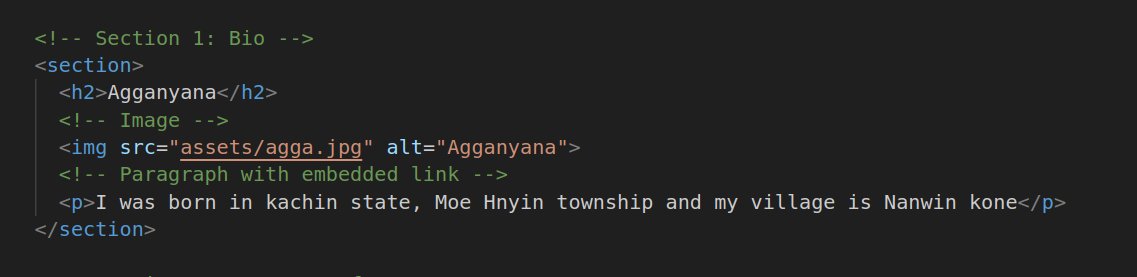 <!-- Section 1: Bio -->
<section>
<h2>Agganyana</h2>
<!-- Image -->
<img src="assets/agga.jpg" alt="Agganyana">
<!-- Paragraph with embedded link -->
<p>I was born in kachin state, Moe Hnyin township and my village is Nanwin kone</p>
</section>